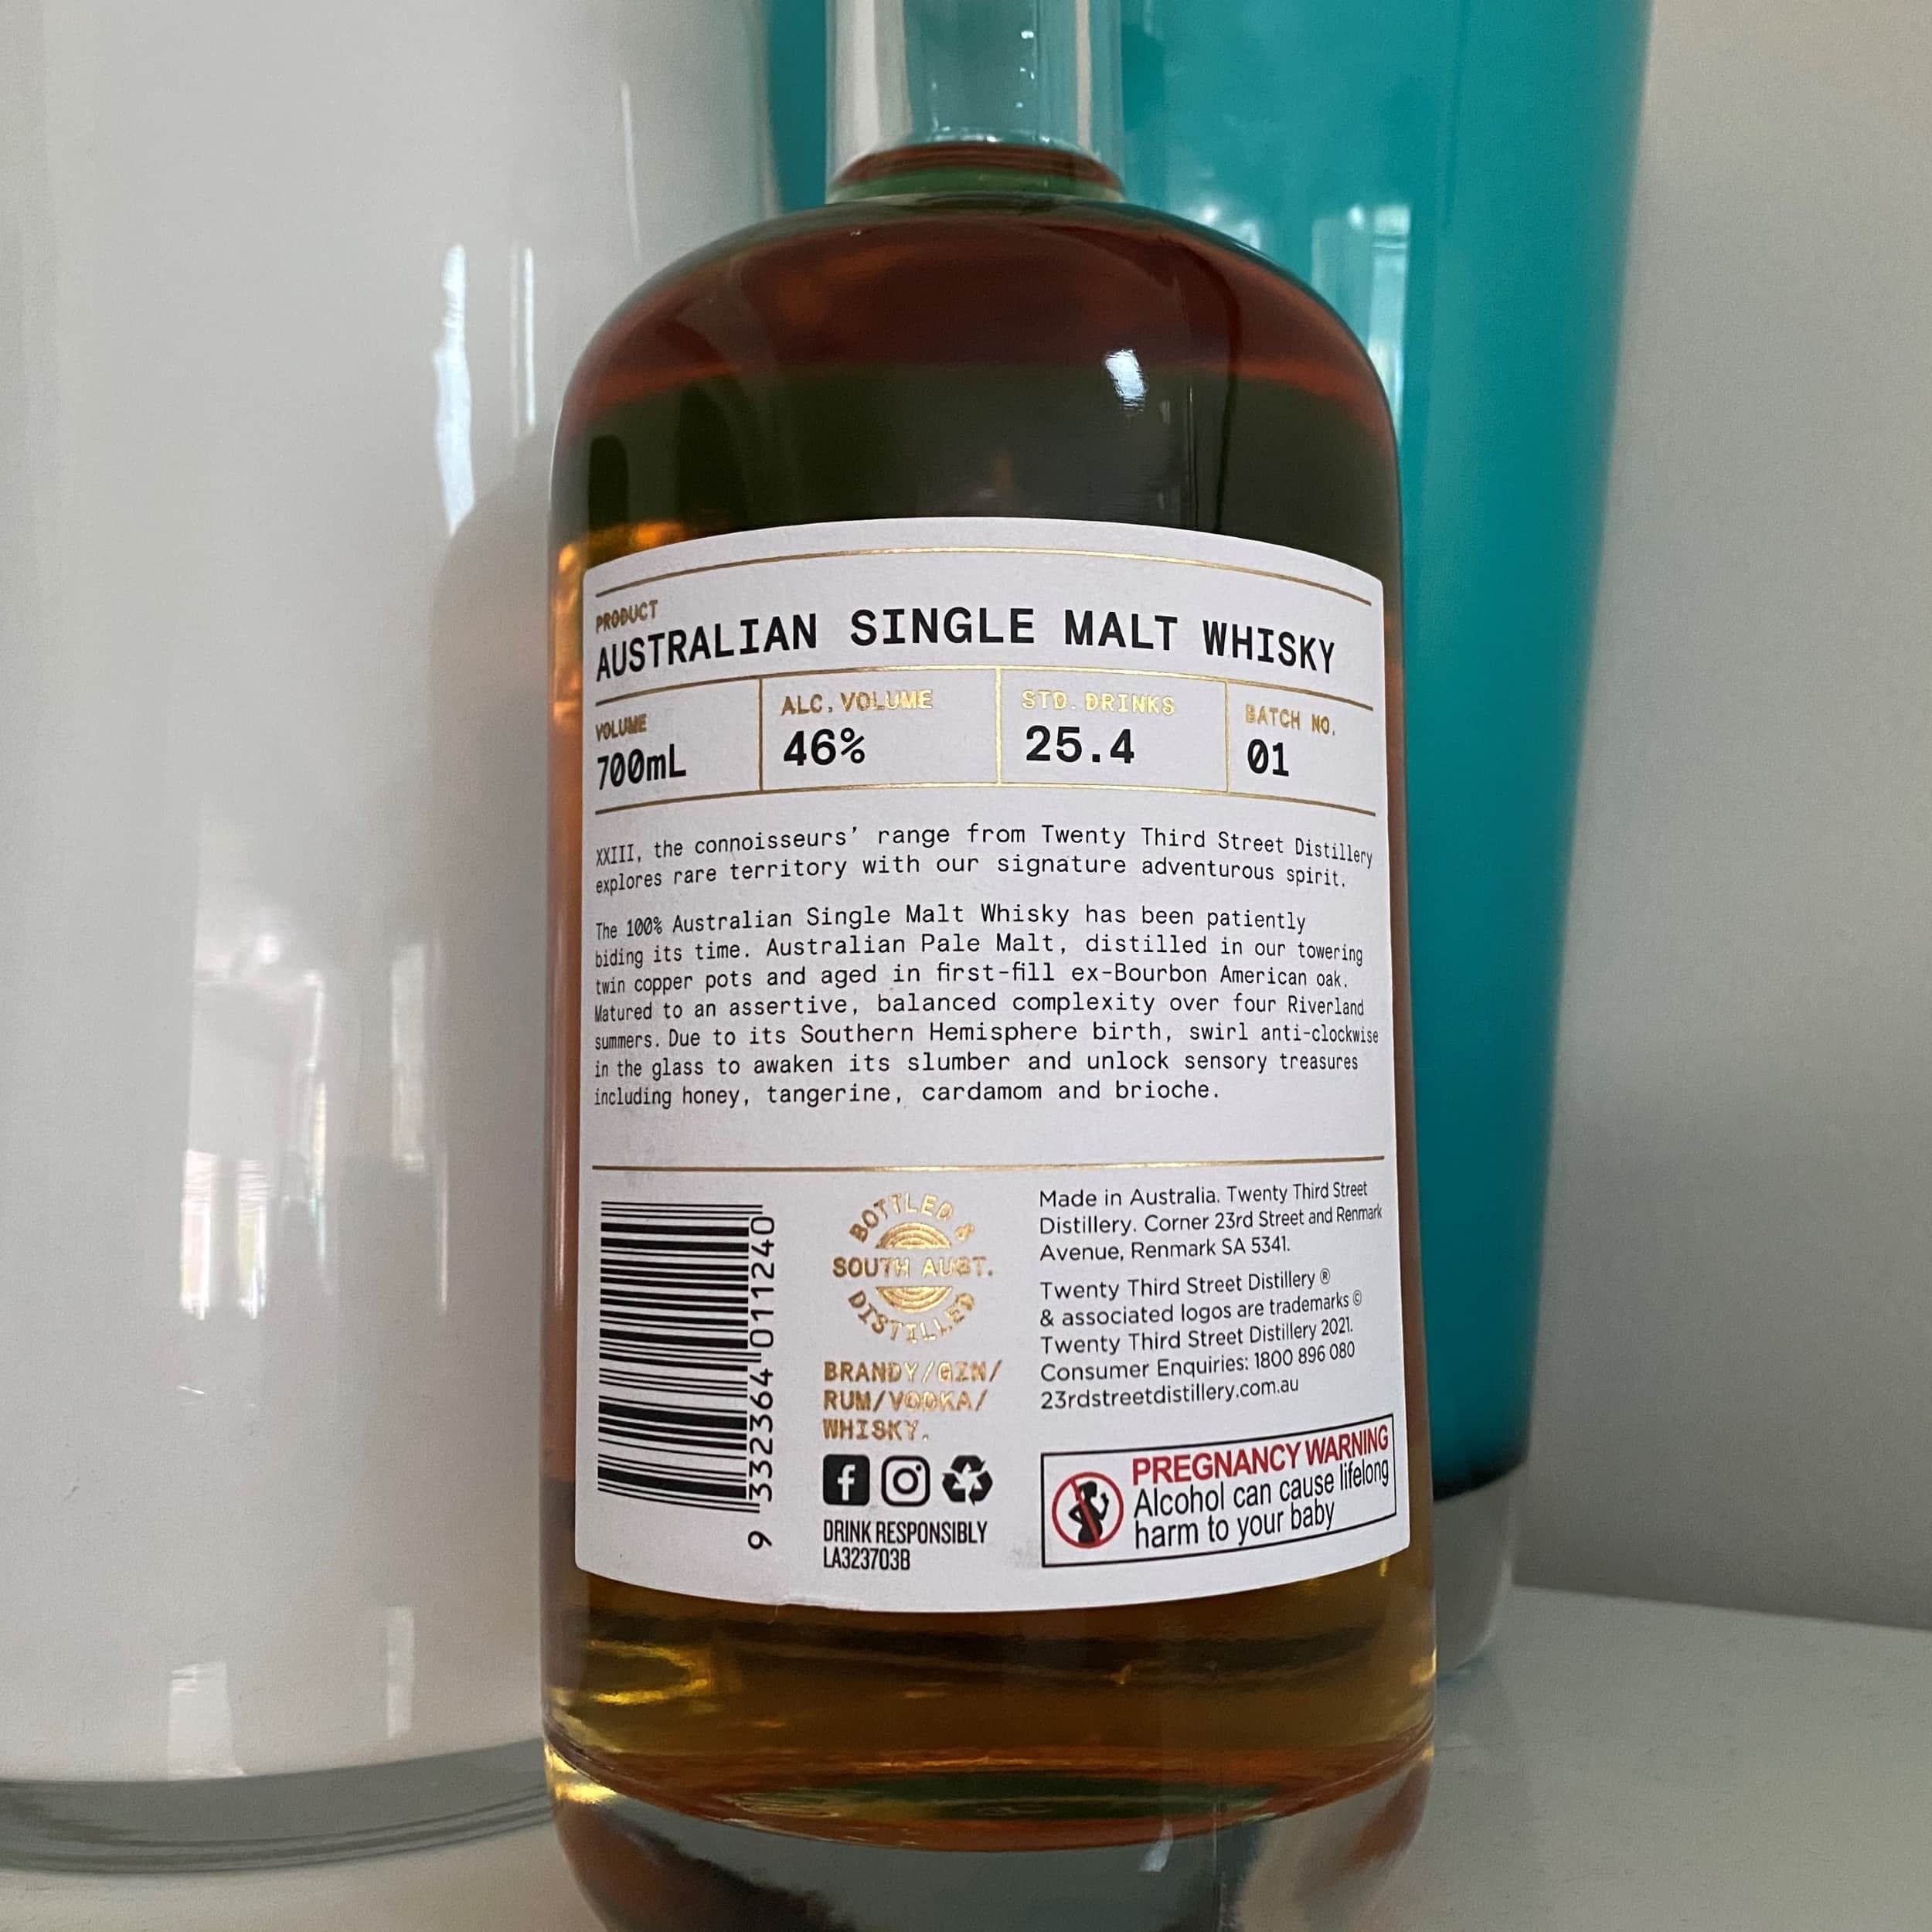 PRODUCT
AUSTRALIAN SINGLE MALT WHISKY
VOLUME
700mL
ALC. VOLUME
46%
STD. DRINKS
25.4
BATCH NO.
01
XXIII, the connoisseurs' range from Twenty Third Street Distillery
explores rare territory with our signature adventurous spirit.
The 100% Australian Single Malt Whisky has been patiently
biding its time. Australian Pale Malt, distilled in our towering
twin copper pots and aged in first-fill ex-Bourbon American oak.
Matured to an assertive, balanced complexity over four Riverland
summers. Due to its Southern Hemisphere birth, swirl anti-clockwise
in the glass to awaken its slumber and unlock sensory treasures
including honey, tangerine, cardamom and brioche.
9 332364 011240
BOTTLED &
SOUTH AUST.
DISTILLED
BRANDY/GIN/
RUM/VODKA/
WHISKY.
DRINK RESPONSIBLY
LA323703B
Made in Australia. Twenty Third Street
Distillery. Corner 23rd Street and Renmark
Avenue, Renmark SA 5341.
Twenty Third Street Distillery ®
& associated logos are trademarks ©
Twenty Third Street Distillery 2021.
Consumer Enquiries: 1800 896 080
23rdstreetdistillery.com.au
PREGNANCY WARNING
Alcohol can cause lifelong
harm to your baby